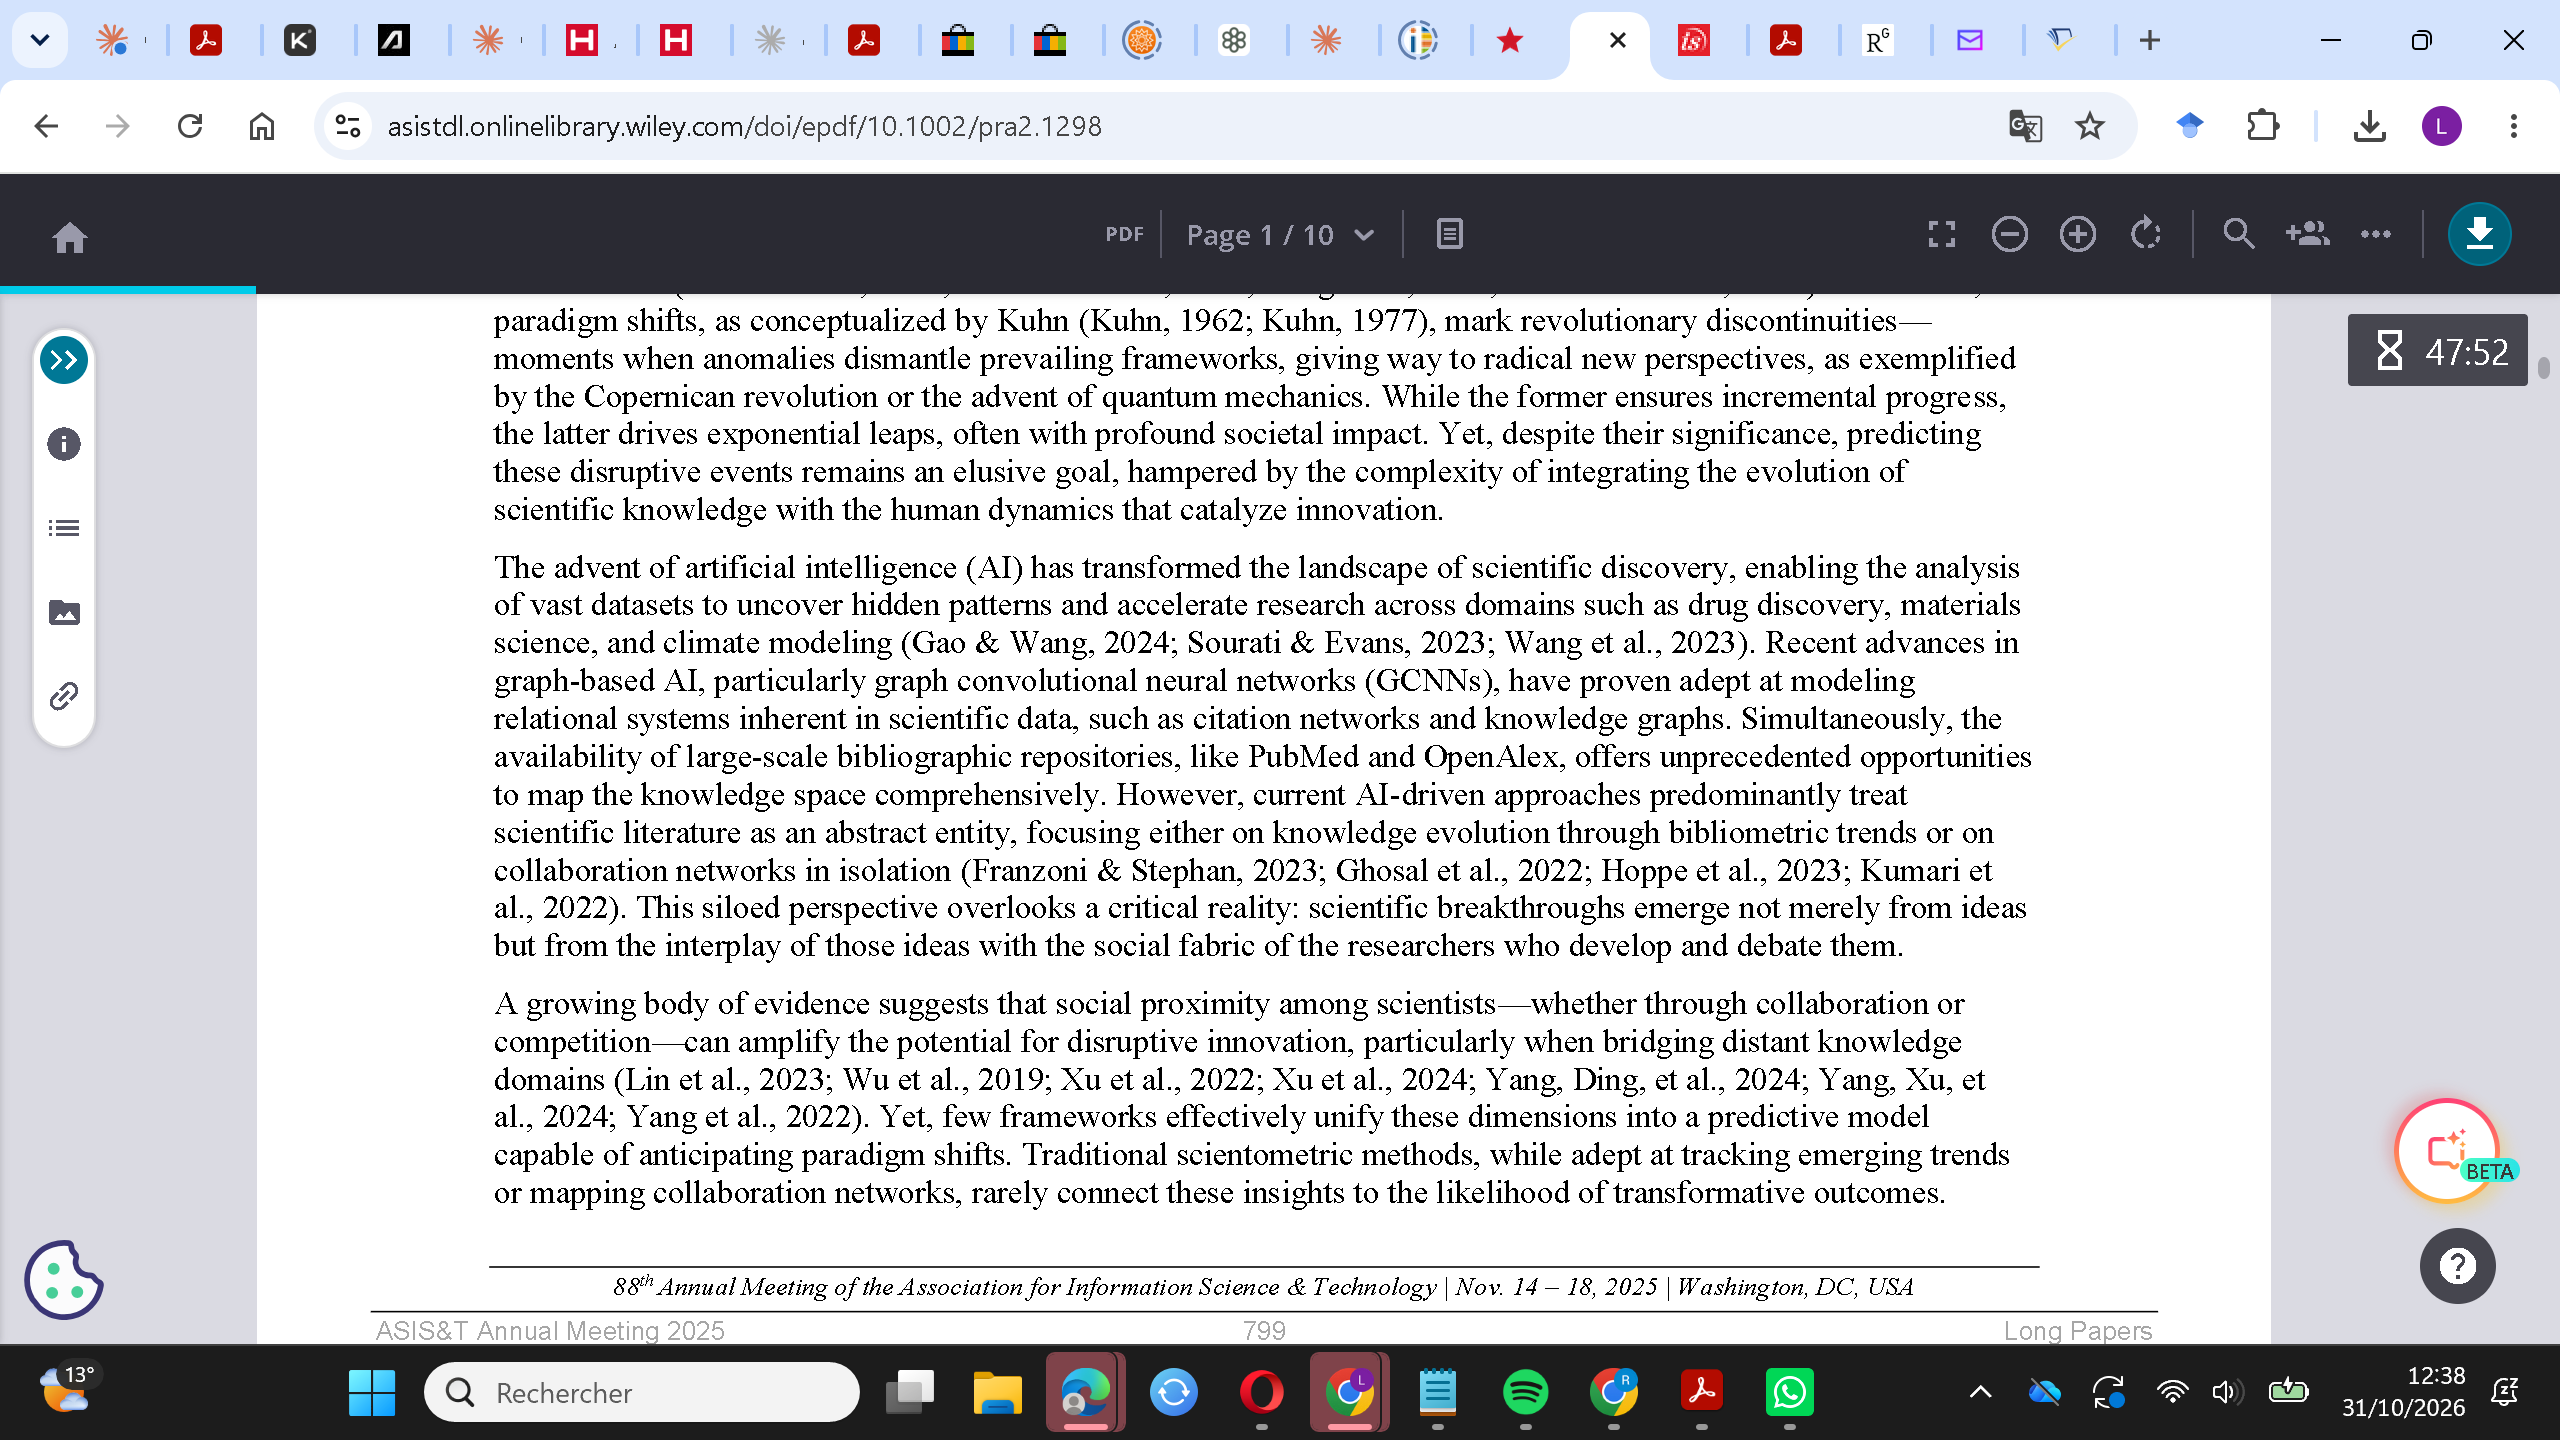 asistdl.onlinelibrary.wiley.com/doi/epdf/10.1002/pra2.1298
L
PDF
Page 1 / 10
47:52
paradigm shifts, as conceptualized by Kuhn (Kuhn, 1962; Kuhn, 1977), mark revolutionary discontinuities—
moments when anomalies dismantle prevailing frameworks, giving way to radical new perspectives, as exemplified
by the Copernican revolution or the advent of quantum mechanics. While the former ensures incremental progress,
the latter drives exponential leaps, often with profound societal impact. Yet, despite their significance, predicting
these disruptive events remains an elusive goal, hampered by the complexity of integrating the evolution of
scientific knowledge with the human dynamics that catalyze innovation.
The advent of artificial intelligence (AI) has transformed the landscape of scientific discovery, enabling the analysis
of vast datasets to uncover hidden patterns and accelerate research across domains such as drug discovery, materials
science, and climate modeling (Gao & Wang, 2024; Sourati & Evans, 2023; Wang et al., 2023). Recent advances in
graph-based AI, particularly graph convolutional neural networks (GCNNs), have proven adept at modeling
relational systems inherent in scientific data, such as citation networks and knowledge graphs. Simultaneously, the
availability of large-scale bibliographic repositories, like PubMed and OpenAlex, offers unprecedented opportunities
to map the knowledge space comprehensively. However, current AI-driven approaches predominantly treat
scientific literature as an abstract entity, focusing either on knowledge evolution through bibliometric trends or on
collaboration networks in isolation (Franzoni & Stephan, 2023; Ghosal et al., 2022; Hoppe et al., 2023; Kumari et
al., 2022). This siloed perspective overlooks a critical reality: scientific breakthroughs emerge not merely from ideas
but from the interplay of those ideas with the social fabric of the researchers who develop and debate them.
A growing body of evidence suggests that social proximity among scientists—whether through collaboration or
competition—can amplify the potential for disruptive innovation, particularly when bridging distant knowledge
domains (Lin et al., 2023; Wu et al., 2019; Xu et al., 2022; Xu et al., 2024; Yang, Ding, et al., 2024; Yang, Xu, et
al., 2024; Yang et al., 2022). Yet, few frameworks effectively unify these dimensions into a predictive model
capable of anticipating paradigm shifts. Traditional scientometric methods, while adept at tracking emerging trends
or mapping collaboration networks, rarely connect these insights to the likelihood of transformative outcomes.
BETA
88th Annual Meeting of the Association for Information Science & Technology | Nov. 14 – 18, 2025 | Washington, DC, USA
ASIS&T Annual Meeting 2025
799
Long Papers
13°
Rechercher
12:38
31/10/2026